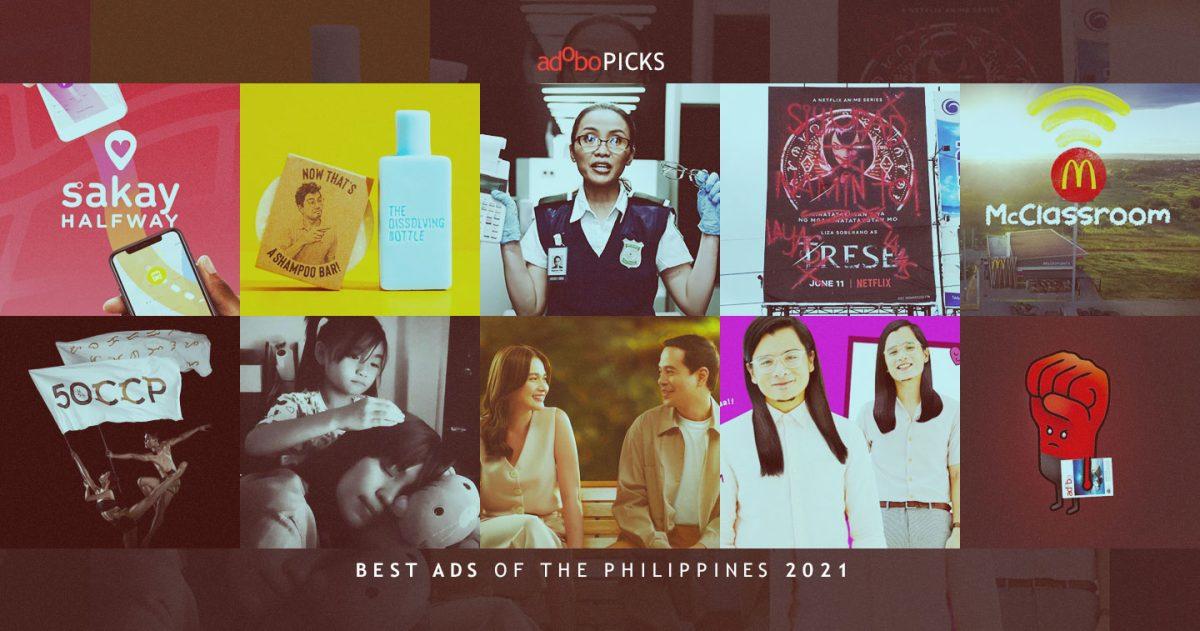 adoboPICKS
sakay
HALFWAY
NOW THAT'S
A SHAMPOO BAR!
THE
DISSOLVING
BOTTLE
A NETFLIX ANIME SERIES
LIZA SOBERANO AS
TRESE
JUNE 11 | NETFLIX
McClassroom
50CCP
BEST ADS OF THE PHILIPPINES 2021